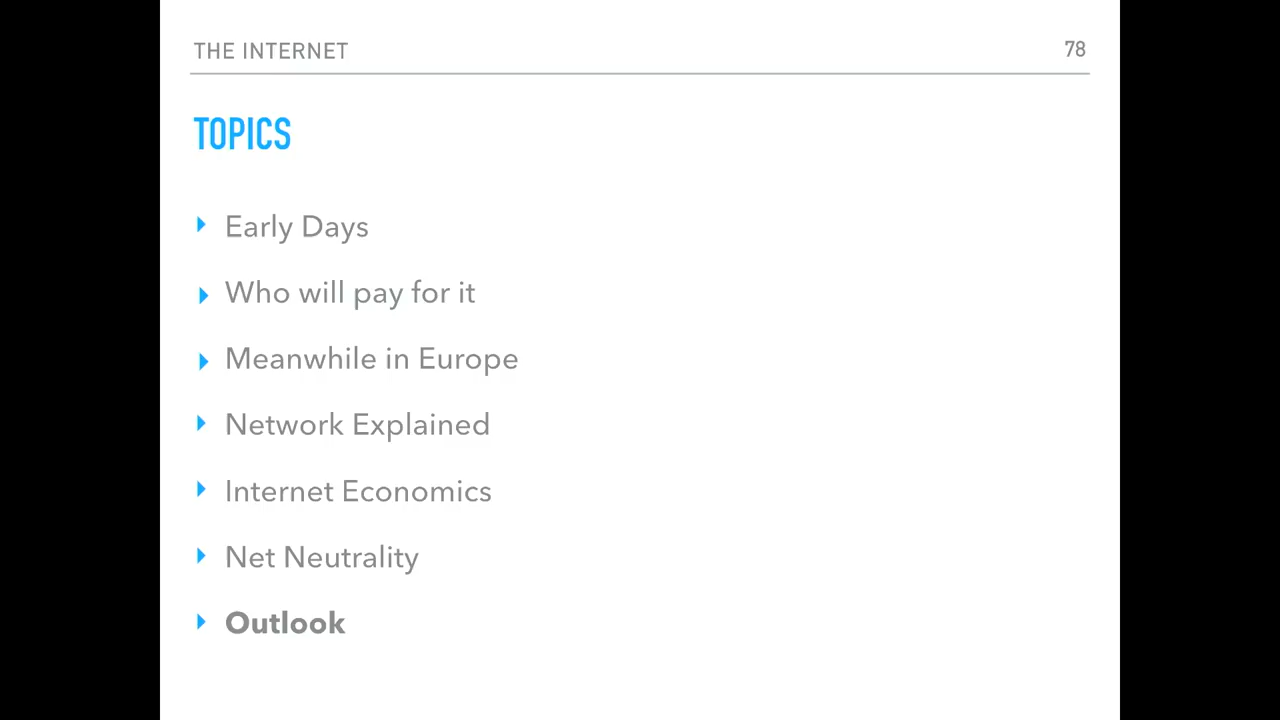 THE INTERNET
78
TOPICS
Early Days
Who will pay for it
Meanwhile in Europe
Network Explained
Internet Economics
Net Neutrality
Outlook